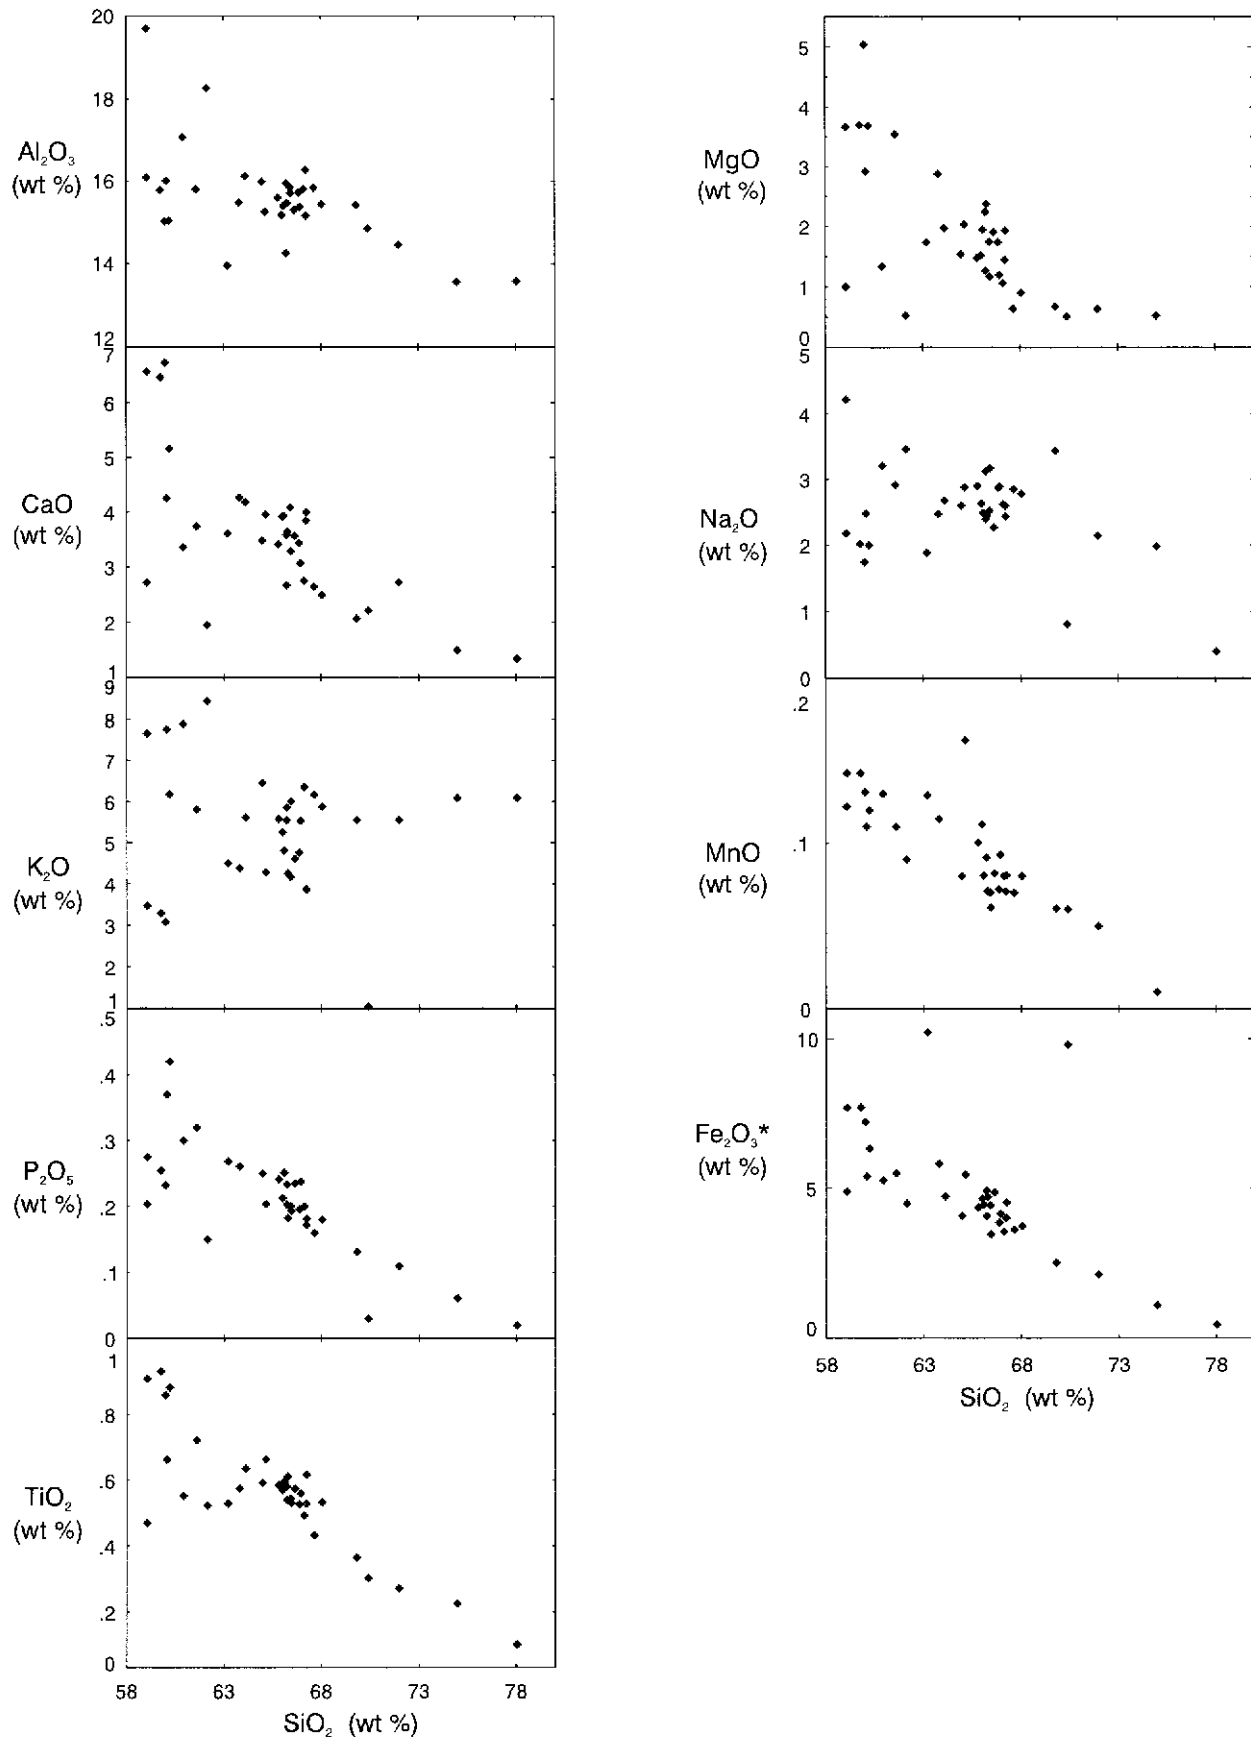 20
18
16
14
12
Al₂O₃
(wt %)
7
6
5
4
3
2
1
CaO
(wt %)
9
8
7
6
5
4
3
2
1
K₂O
(wt %)
.5
.4
.3
.2
.1
0
P₂O₅
(wt %)
1
.8
.6
.4
.2
0
TiO₂
(wt %)
58 63 68 73 78
SiO₂ (wt %)
5
4
3
2
1
0
MgO
(wt %)
5
4
3
2
1
0
Na₂O
(wt %)
.2
.1
0
MnO
(wt %)
10
5
0
Fe₂O₃*
(wt %)
58 63 68 73 78
SiO₂ (wt %)